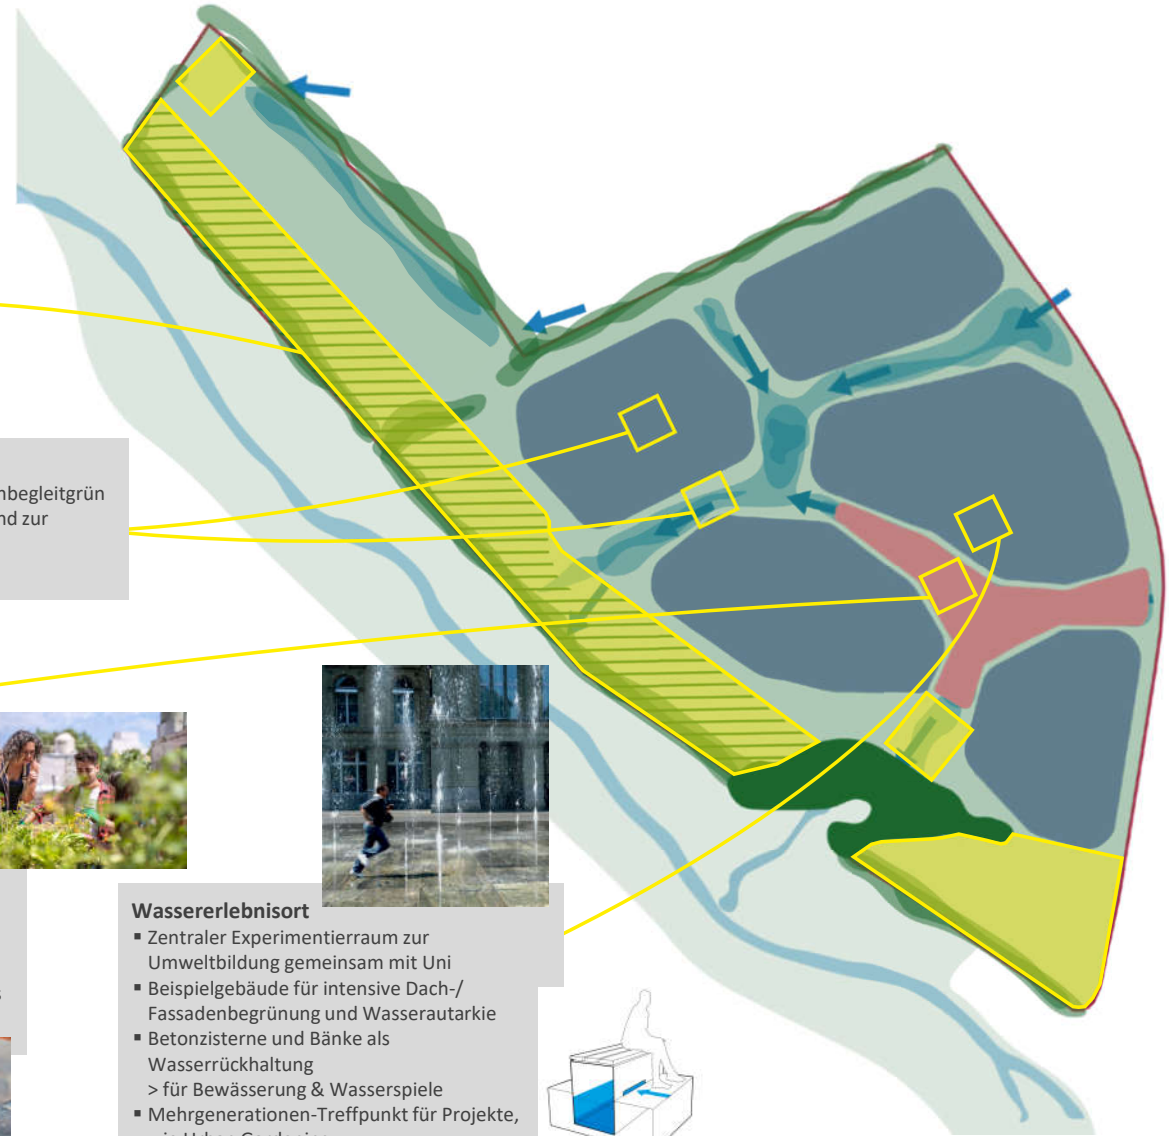 nbegleitgrün
nd zur
s
Wassererlebnisort
▪ Zentraler Experimentierraum zur
Umweltbildung gemeinsam mit Uni
▪ Beispielgebäude für intensive Dach-/
Fassadenbegrünung und Wasserautarkie
▪ Betonzisterne und Bänke als
Wasserrückhaltung
> für Bewässerung & Wasserspiele
▪ Mehrgenerationen-Treffpunkt für Projekte,